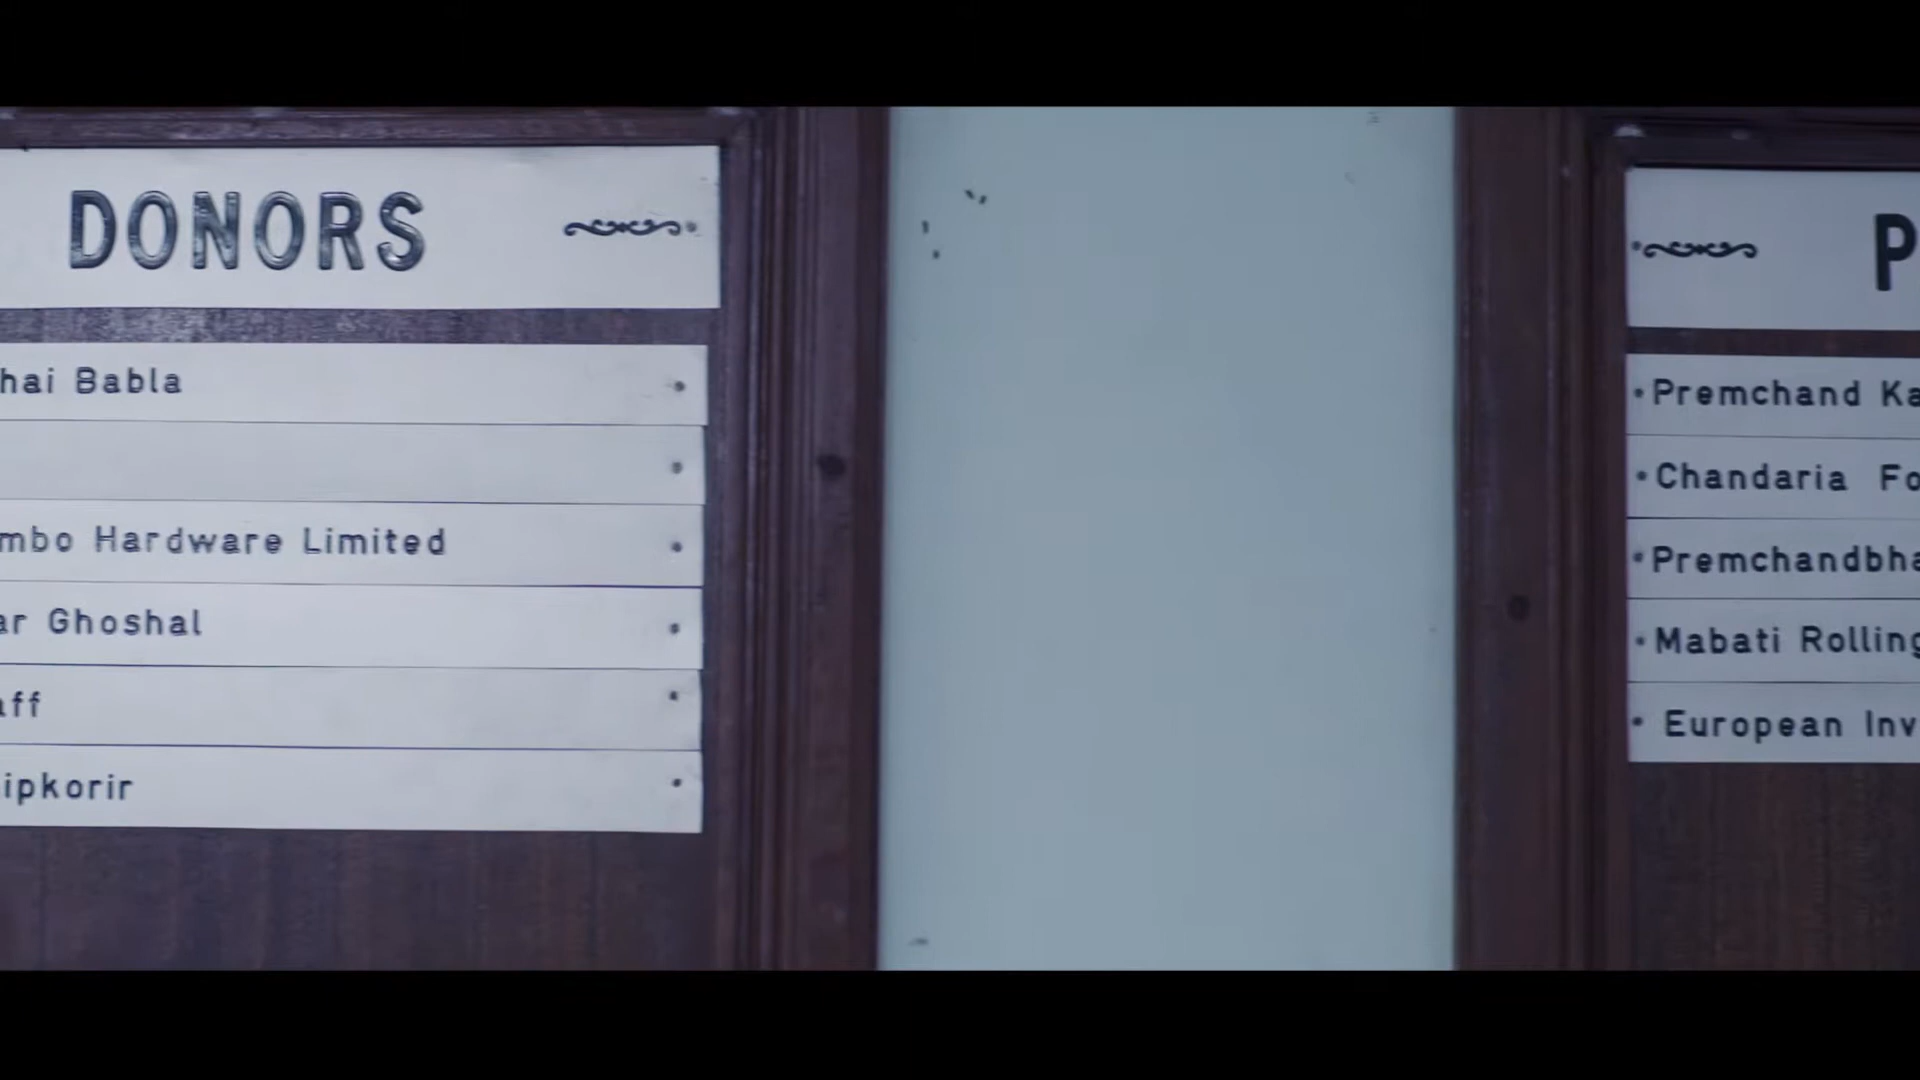 DONORS
hai Babla
mbo Hardware Limited
ar Ghoshal
aff
ipkorir
P
Premchand Ka
Chandaria Fo
Premchandbha
Mabati Rolling
European Inv